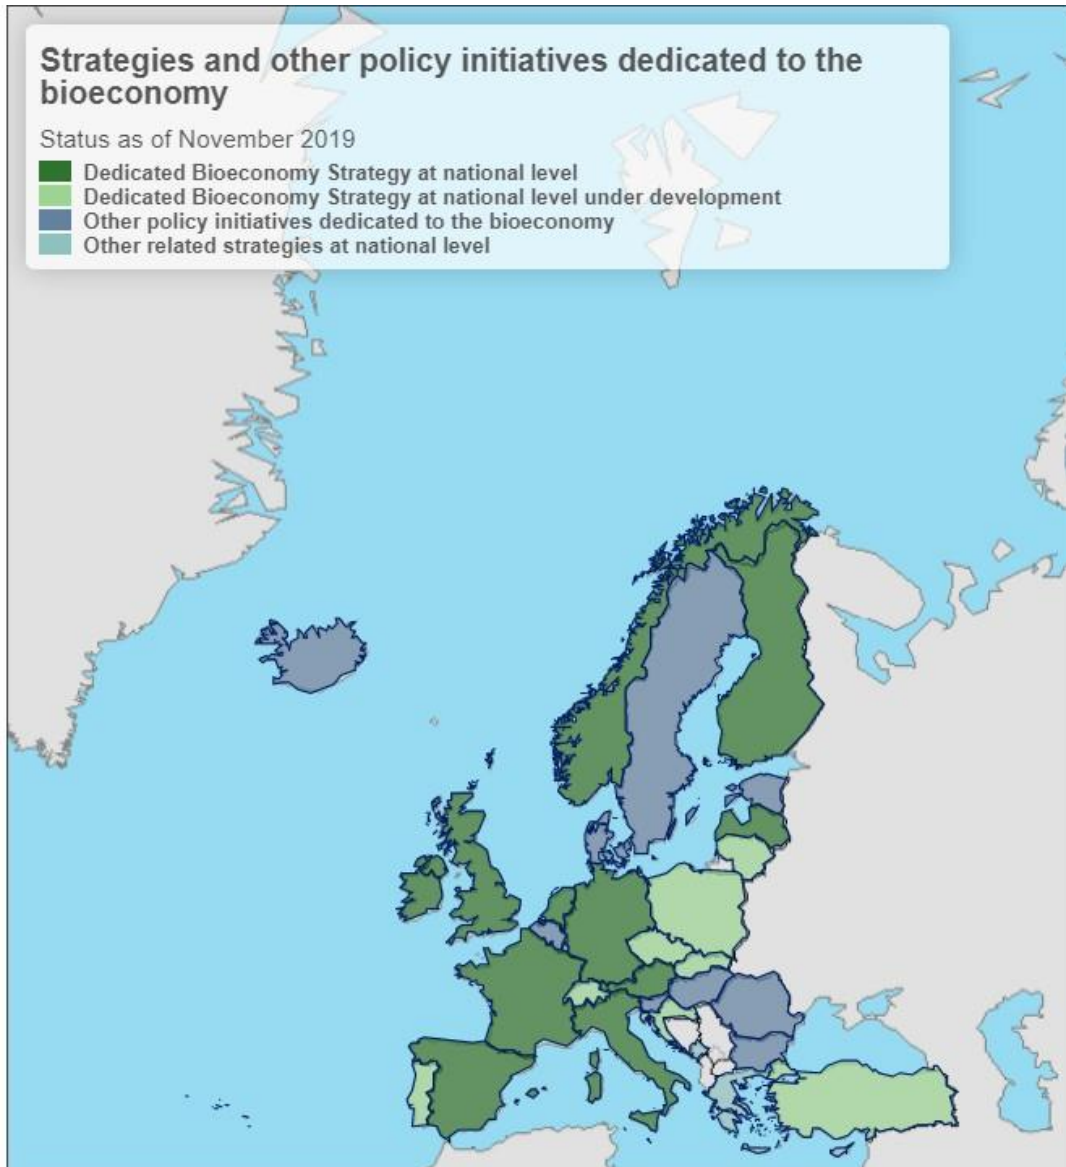 Strategies and other policy initiatives dedicated to the
bioeconomy
Status as of November 2019
Dedicated Bioeconomy Strategy at national level
Dedicated Bioeconomy Strategy at national level under development
Other policy initiatives dedicated to the bioeconomy
Other related strategies at national level